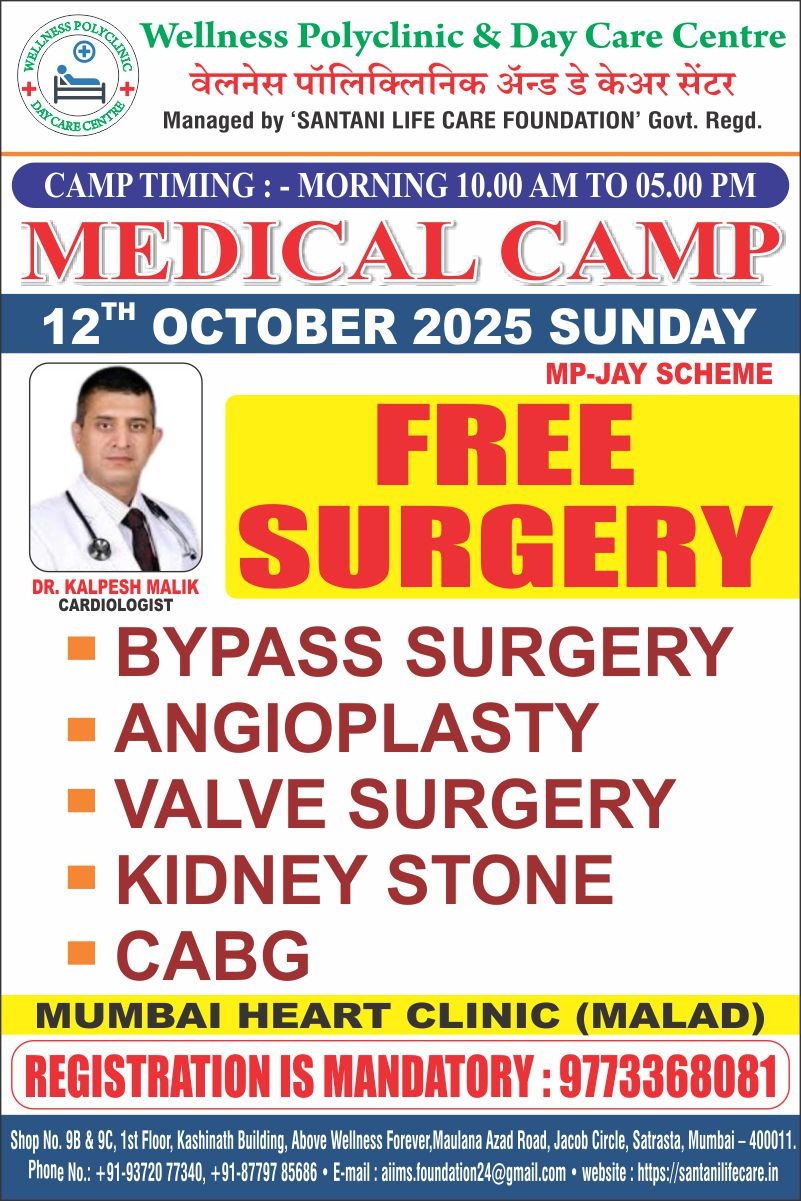 WELLNESS POLYCLINIC
DAY CARE CENTRE
Wellness Polyclinic & Day Care Centre
वेलनेस पॉलिक्लिनिक ॲन्ड डे केअर सेंटर
Managed by ‘SANTANI LIFE CARE FOUNDATION’ Govt. Regd.
CAMP TIMING : - MORNING 10.00 AM TO 05.00 PM
MEDICAL CAMP
12TH OCTOBER 2025 SUNDAY
MP-JAY SCHEME
FREE
SURGERY
DR. KALPESH MALIK
CARDIOLOGIST
BYPASS SURGERY
ANGIOPLASTY
VALVE SURGERY
KIDNEY STONE
CABG
MUMBAI HEART CLINIC (MALAD)
REGISTRATION IS MANDATORY : 9773368081
Shop No. 9B & 9C, 1st Floor, Kashinath Building, Above Wellness Forever,Maulana Azad Road, Jacob Circle, Satrasta, Mumbai – 400011.
Phone No.: +91-93720 77340, +91-87797 85686 • E-mail : aiims.foundation24@gmail.com • website : https://santanilifecare.in